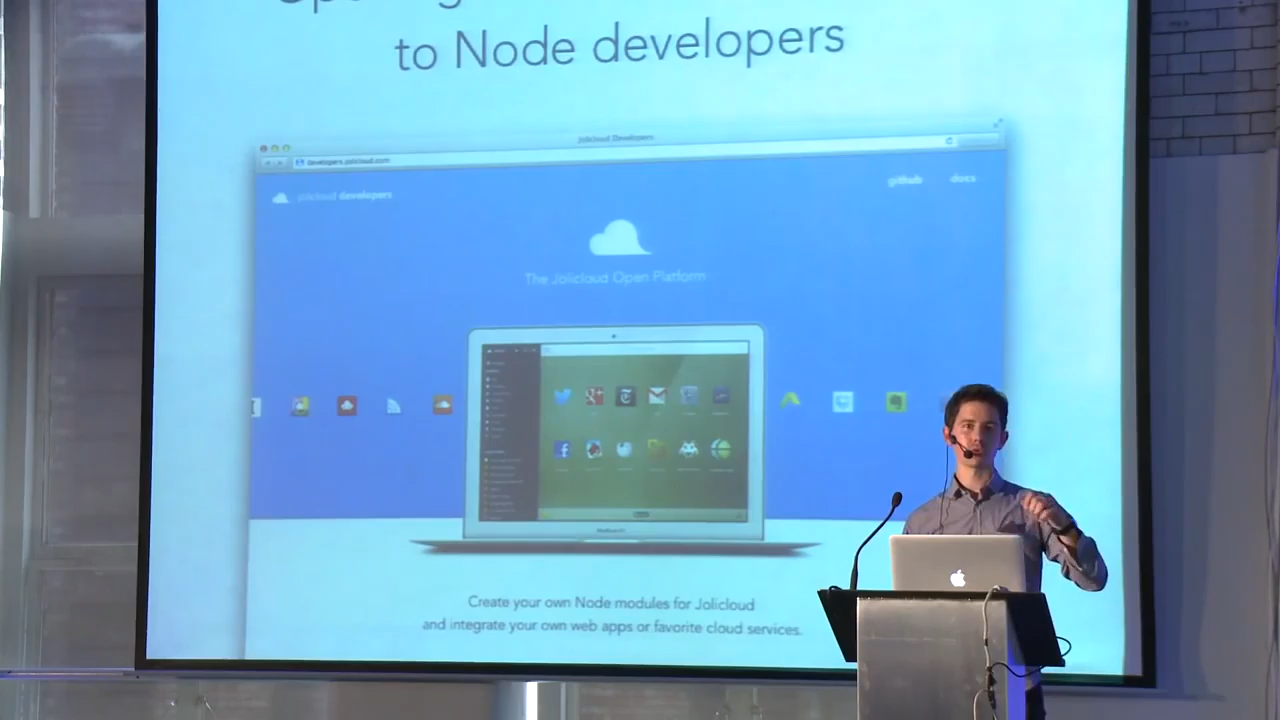 to Node developers
Jolicloud Developers
developers.jolicloud.com
jolicloud developers
github docs
The Jolicloud Open Platform
Create your own Node modules for Jolicloud
and integrate your own web apps or favorite cloud services.